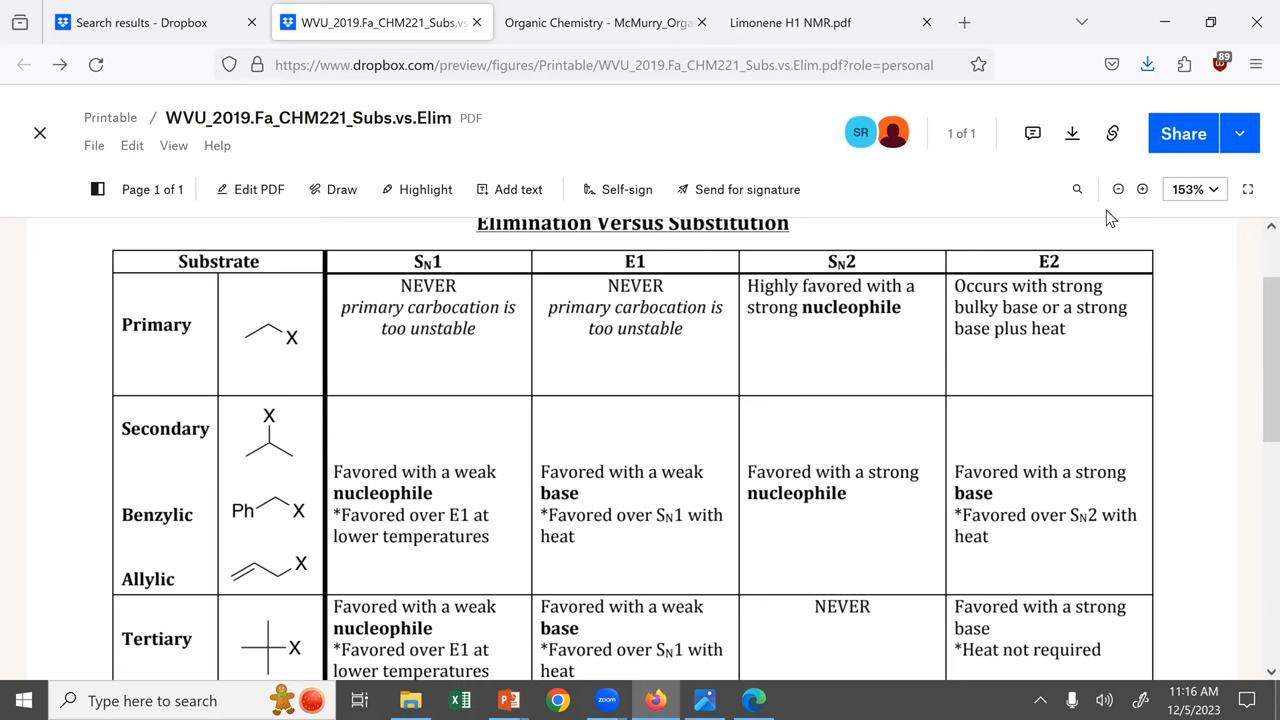 Search results - Dropbox
WVU_2019.Fa_CHM221_Subs.vs
Organic Chemistry - McMurry_Orga
Limonene H1 NMR.pdf
https://www.dropbox.com/preview/figures/Printable/WVU_2019.Fa_CHM221_Subs.vs.Elim.pdf?role=personal
89
Printable / WVU_2019.Fa_CHM221_Subs.vs.Elim PDF
File Edit View Help
SR
1 of 1
Share
Page 1 of 1
Edit PDF
Draw
Highlight
Add text
Self-sign
Send for signature
153%
Elimination Versus Substitution
Substrate
SN1
E1
SN2
E2
Primary
X
NEVER
primary carbocation is
too unstable
NEVER
primary carbocation is
too unstable
Highly favored with a
strong nucleophile
Occurs with strong
bulky base or a strong
base plus heat
Secondary
X
Benzylic
Ph X
Allylic
X
Favored with a weak
nucleophile
*Favored over E1 at
lower temperatures
Favored with a weak
base
*Favored over SN1 with
heat
Favored with a strong
nucleophile
Favored with a strong
base
*Favored over SN2 with
heat
Tertiary
X
Favored with a weak
nucleophile
*Favored over E1 at
lower temperatures
Favored with a weak
base
*Favored over SN1 with
heat
NEVER
Favored with a strong
base
*Heat not required
Type here to search
zoom
11:16 AM
12/5/2023